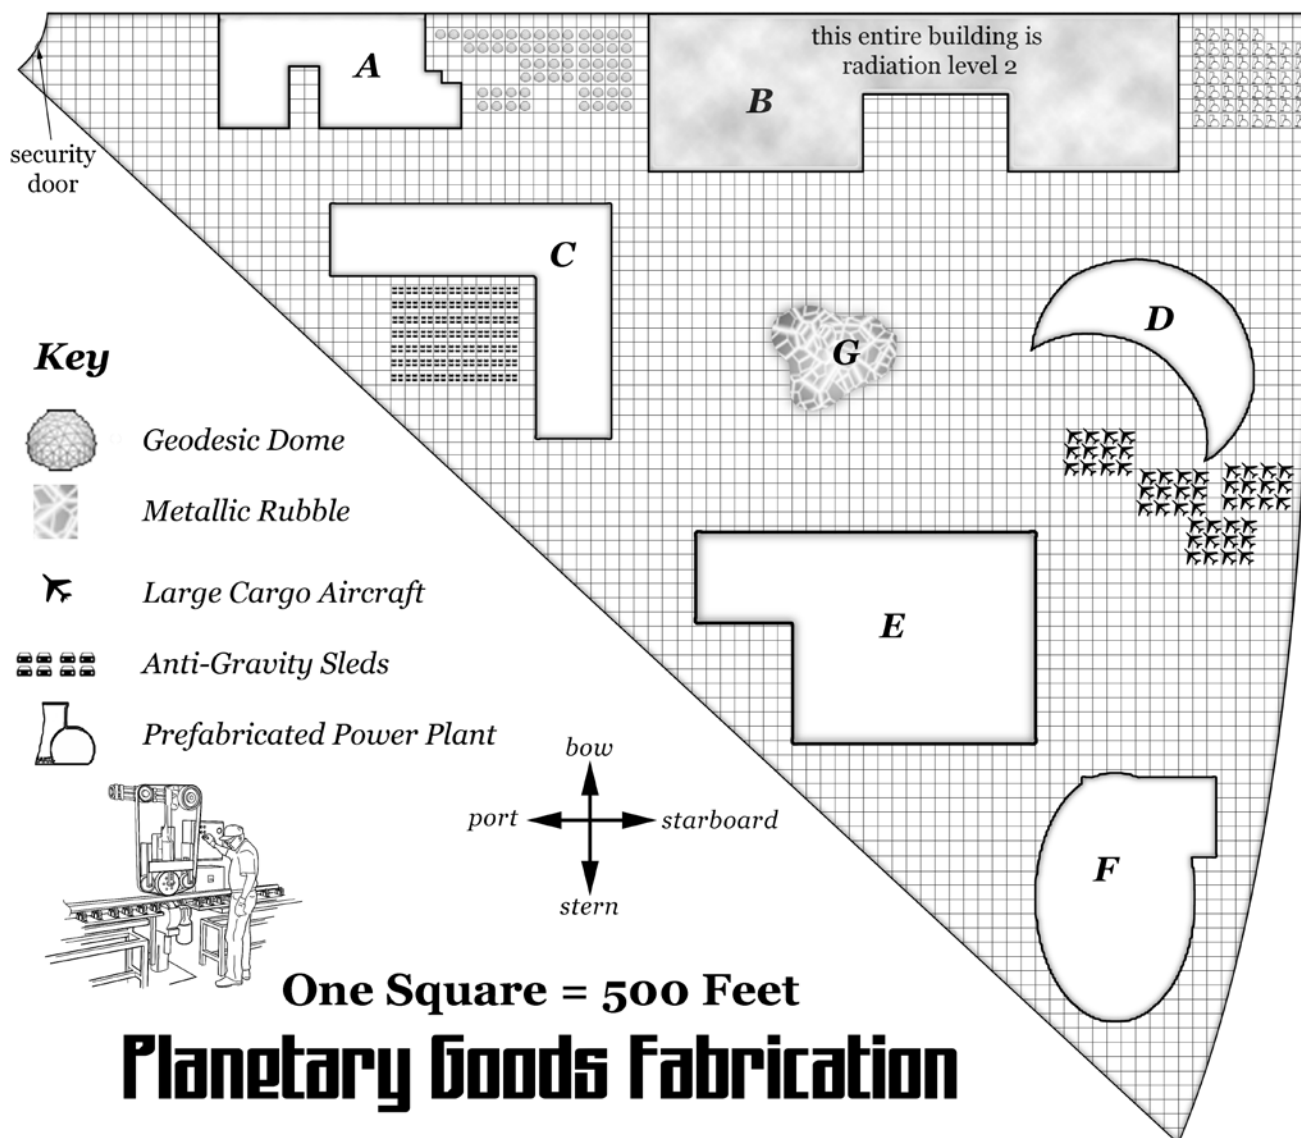 this entire building is
radiation level 2
A
B
security
door
C
D
G
Key
Geodesic Dome
Metallic Rubble
Large Cargo Aircraft
E
Anti-Gravity Sleds
Prefabricated Power Plant
bow
port
starboard
stern
F
One Square = 500 Feet
Planetary Goods Fabrication